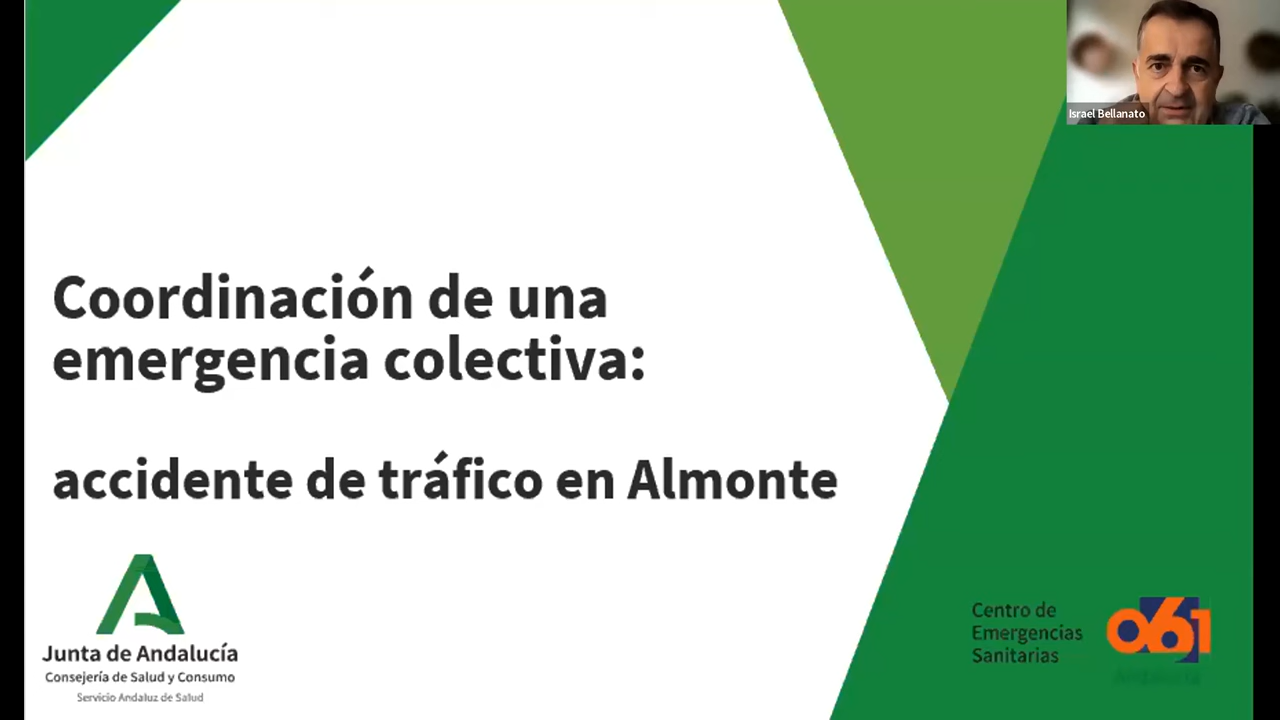 Israel Bellanato
Coordinación de una
emergencia colectiva:
accidente de tráfico en Almonte
Junta de Andalucía
Consejería de Salud y Consumo
Servicio Andaluz de Salud
Centro de
Emergencias
Sanitarias
061